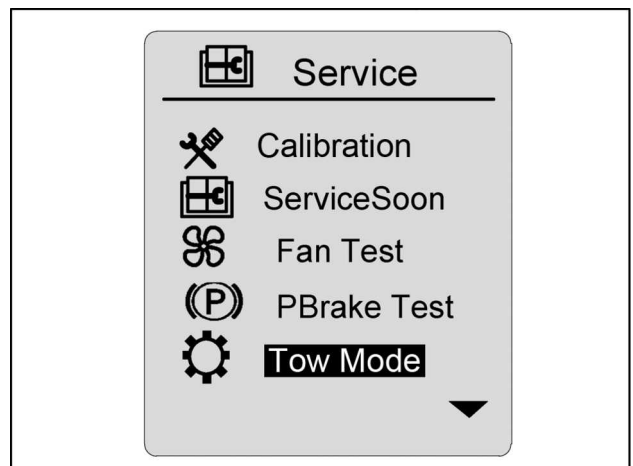 Service
Calibration
ServiceSoon
Fan Test
(P) PBrake Test
Tow Mode